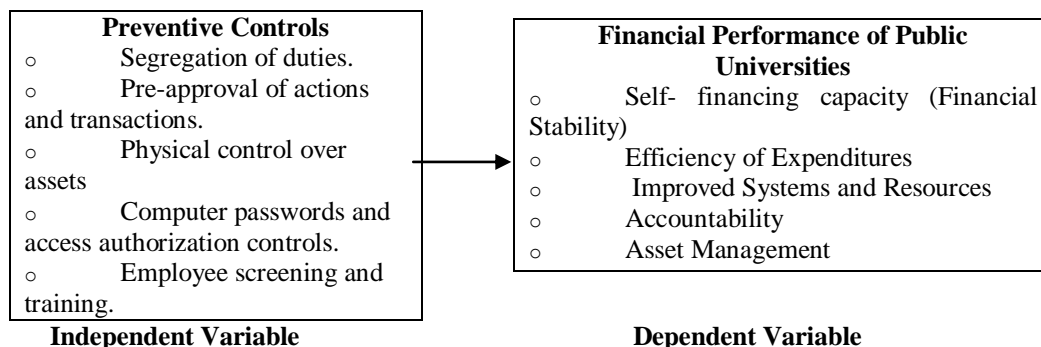 Preventive Controls
o Segregation of duties.
o Pre-approval of actions
and transactions.
o Physical control over
assets
o Computer passwords and
access authorization controls.
o Employee screening and
training.
Independent Variable
Financial Performance of Public
Universities
o Self- financing capacity (Financial
Stability)
o Efficiency of Expenditures
o Improved Systems and Resources
o Accountability
o Asset Management
Dependent Variable